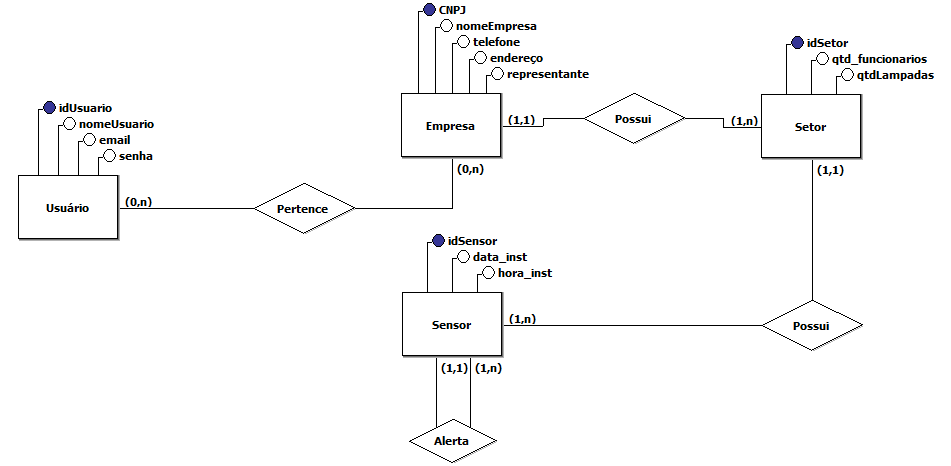 CNPJ
nomeEmpresa
telefone
endereço
representante
idSetor
qtd_funcionarios
qtdLampadas
idUsuario
nomeUsuario
email
senha
Empresa
(1,1)
Possui
(1,n)
Setor
(0,n)
(1,1)
Usuário
(0,n)
Pertence
idSensor
data_inst
hora_inst
Sensor
(1,n)
Possui
(1,1)
(1,n)
Alerta